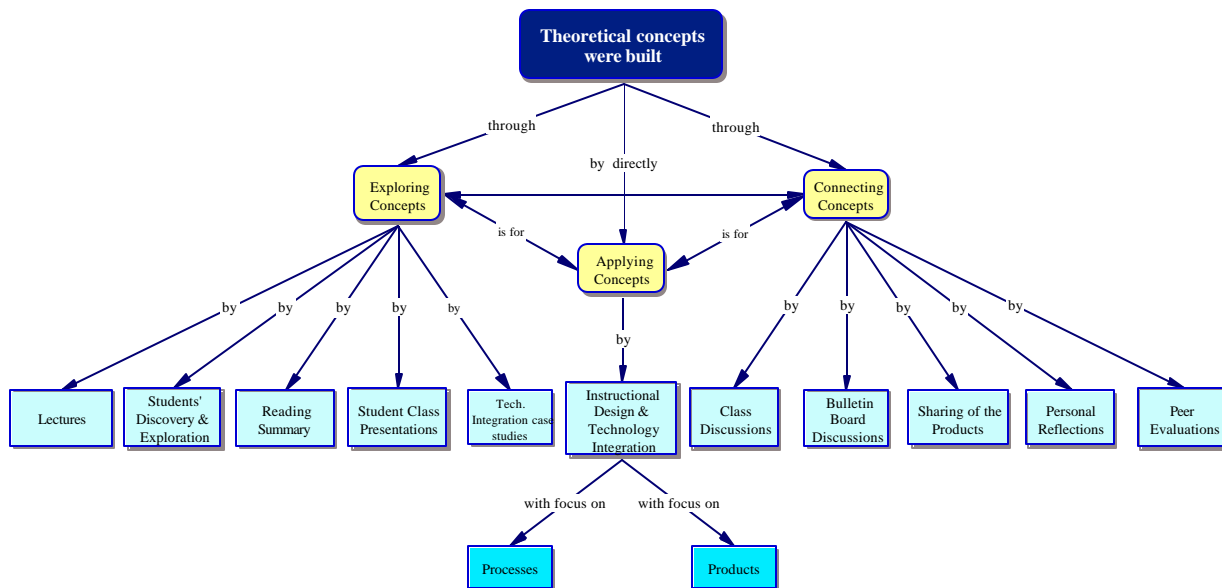 Theoretical concepts
were built
through
through
by directly
Exploring
Concepts
Connecting
Concepts
is for
is for
Applying
Concepts
by
by
by
by
by
by
by
by
by
by
by
Lectures
Students'
Discovery &
Exploration
Reading
Summary
Student Class
Presentations
Tech.
Integration case
studies
Instructional
Design &
Technology
Integration
Class
Discussions
Bulletin
Board
Discussions
Sharing of the
Products
Personal
Reflections
Peer
Evaluations
with focus on
with focus on
Processes
Products